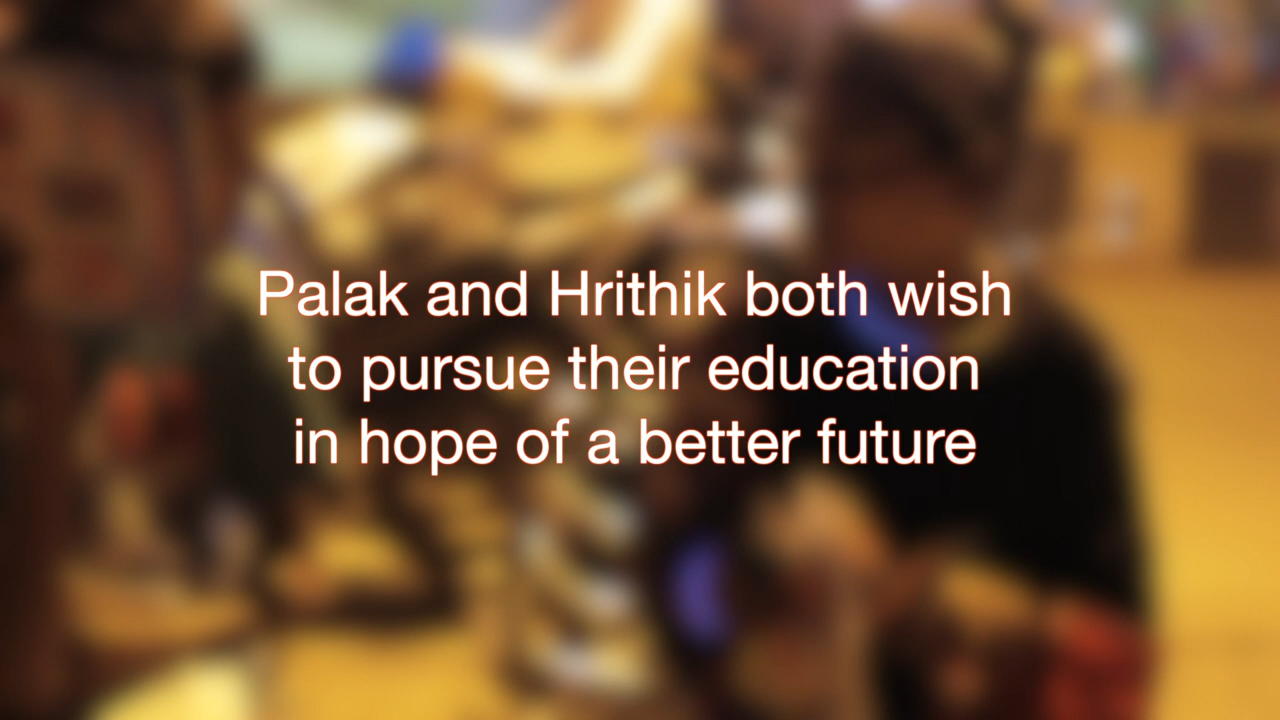 Palak and Hrithik both wish
to pursue their education
in hope of a better future